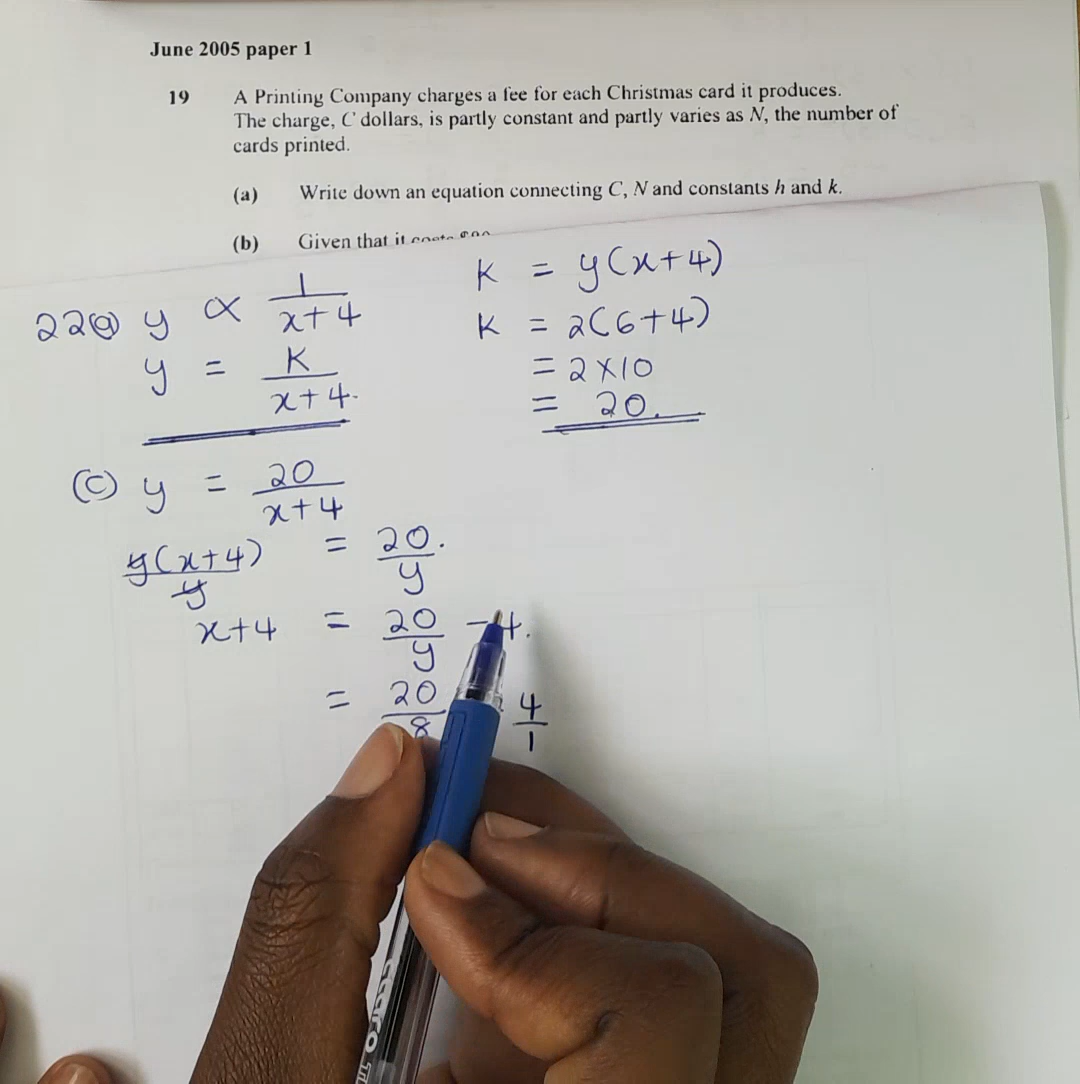 June 2005 paper 1
19 A Printing Company charges a fee for each Christmas card it produces.
The charge, C dollars, is partly constant and partly varies as N, the number of
cards printed.
(a) Write down an equation connecting C, N and constants h and k.
(b) Given that it costs
22(a) y ∝ 1/(x+4)
y = K/(x+4).
K = y(x+4)
K = 2(6+4)
= 2×10
= 20.
(c) y = 20/(x+4)
y(x+4)/y = 20/y.
x+4 = 20/y -4.
= 20/8 4/1